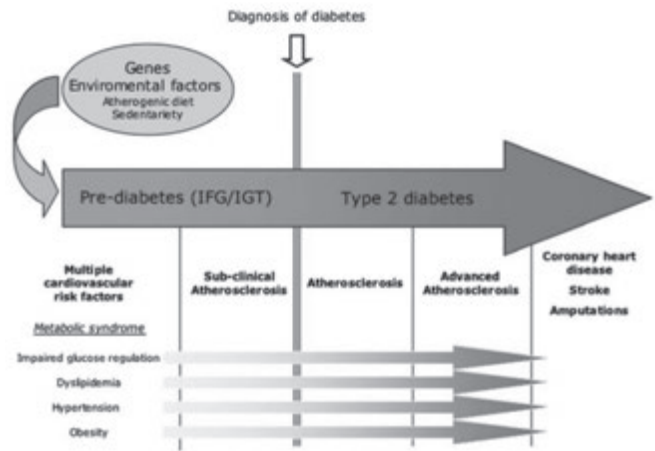 Diagnosis of diabetes
Genes
Enviromental factors
Atherogenic diet
Sedentariety
Pre-diabetes (IFG/IGT)
Type 2 diabetes
Multiple
cardiovascular
risk factors
Sub-clinical
Atherosclerosis
Atherosclerosis
Advanced
Atherosclerosis
Coronary heart
disease
Stroke
Amputations
Metabolic syndrome
Impaired glucose regulation
Dyslipidemia
Hypertension
Obesity